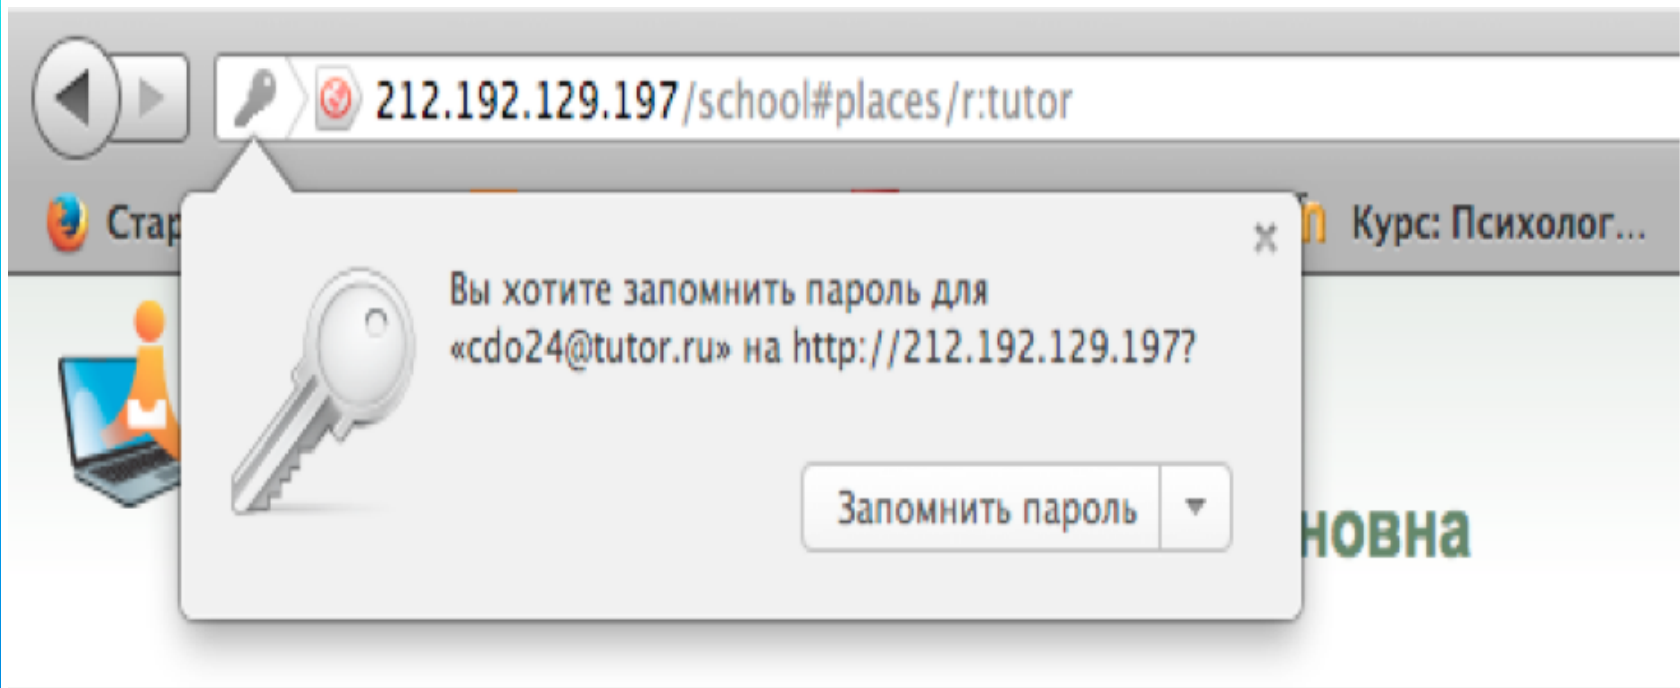 212.192.129.197/school#places/r:tutor
Курс: Психолог...
Вы хотите запомнить пароль для
«cdo24@tutor.ru» на http://212.192.129.197?
Запомнить пароль